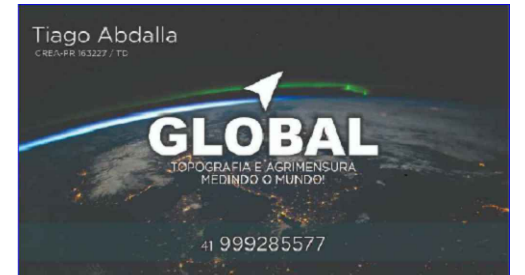 Tiago Abdalla
CREA-PR 163227 / TD
GLOBAL
TOPOGRAFIA E AGRIMENSURA
MEDINDO O MUNDO!
41 999285577